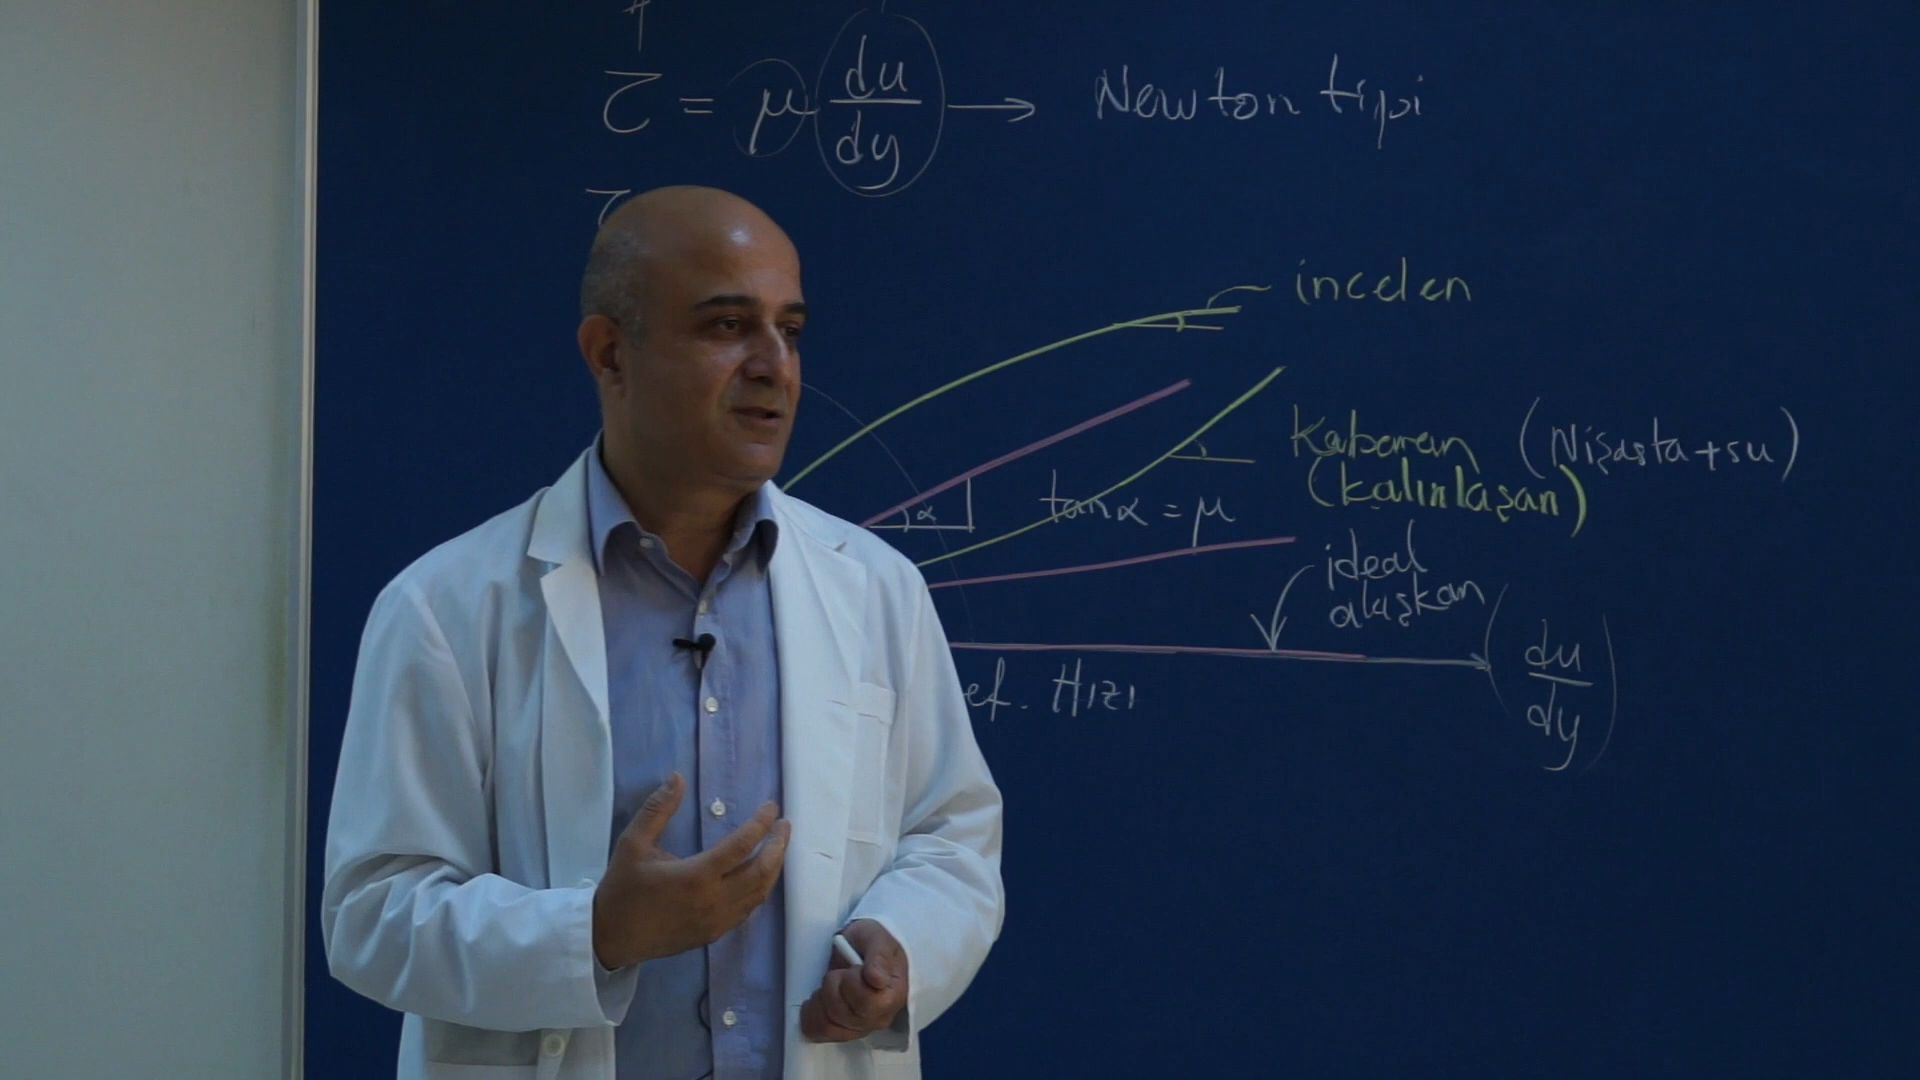 τ = μ du/dy → Newton tipi
τ
incelen
Kabaran (Nişasta+su)
(kalınlaşan)
α tanα = μ
ideal
akışkan
(du/dy)
ef. Hızı